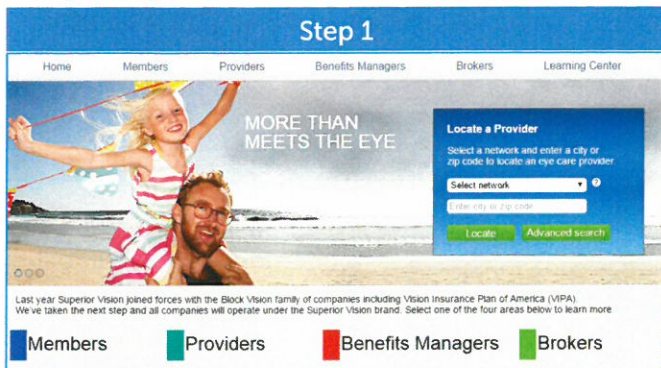 Step 1
Home Members Providers Benefits Managers Brokers Learning Center
MORE THAN
MEETS THE EYE
Locate a Provider
Select a network and enter a city or
zip code to locate an eye care provider
Select network
Enter city or zip code
Locate Advanced search
Last year Superior Vision joined forces with the Block Vision family of companies including Vision Insurance Plan of America (VIPA).
We've taken the next step and all companies will operate under the Superior Vision brand. Select one of the four areas below to learn more
Members Providers Benefits Managers Brokers